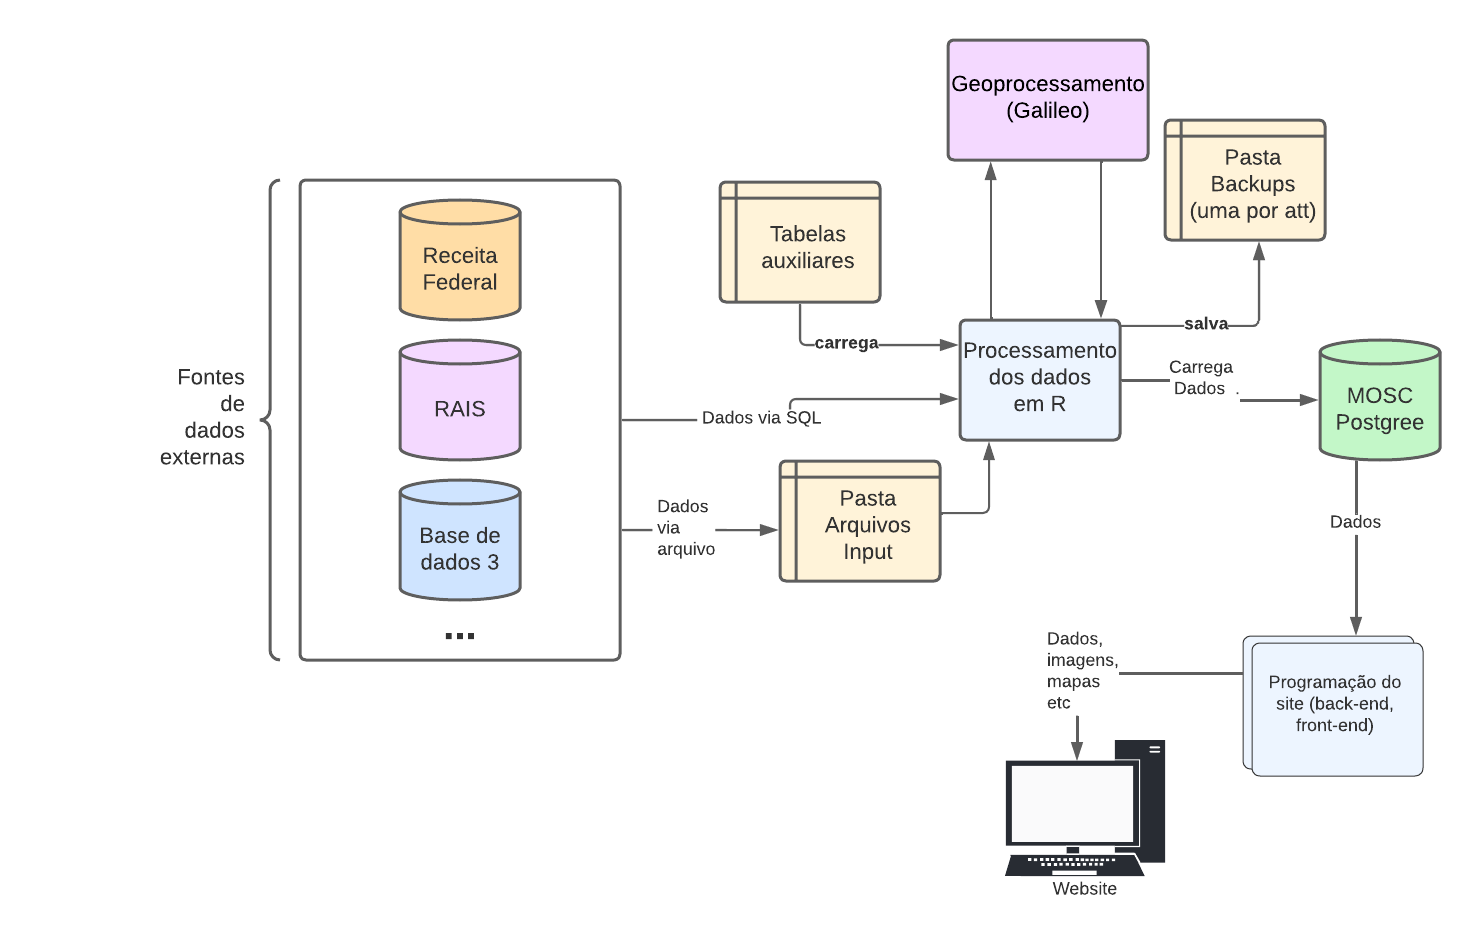 Geoprocessamento
(Galileo)
Pasta
Backups
(uma por att)
Tabelas
auxiliares
Receita
Federal
RAIS
Base de
dados 3
...
Fontes
de
dados
externas
carrega
Dados via SQL
Dados
via
arquivo
Pasta
Arquivos
Input
Processamento
dos dados
em R
salva
Carrega
Dados .
MOSC
Postgree
Dados
Programação do
site (back-end,
front-end)
Dados,
imagens,
mapas
etc
Website